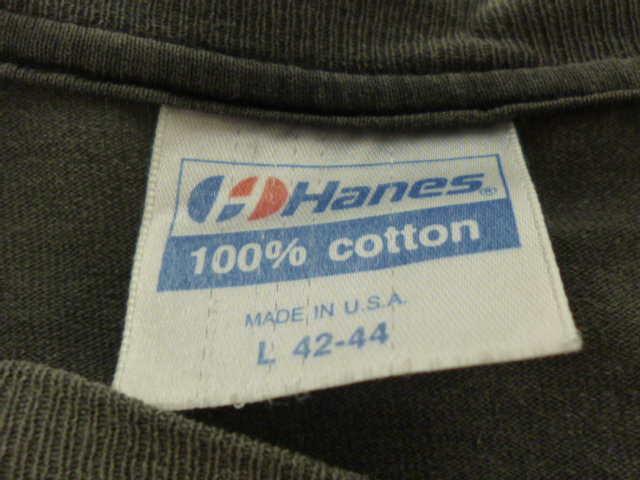 Hanes®
100% cotton
MADE IN U.S.A.
L 42-44